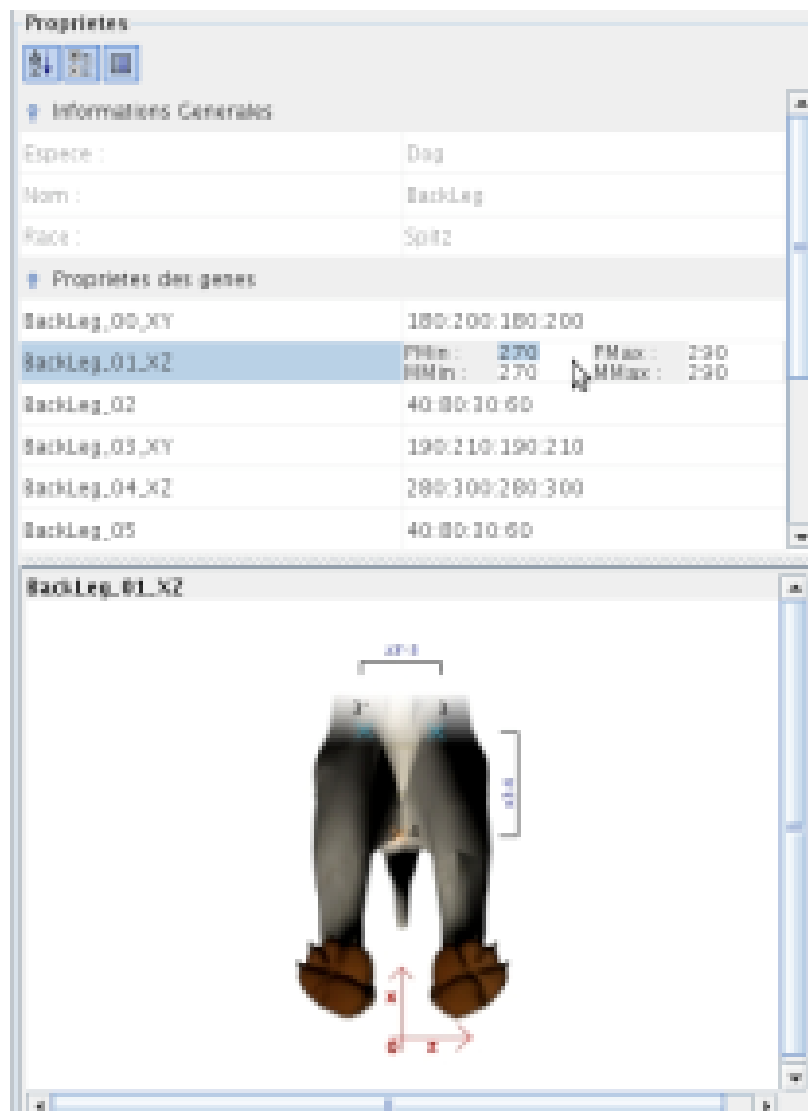 Proprietes
Informations Generales
Espece : Dog
Nom : BackLeg
Race : Spitz
Proprietes des genes
BackLeg_00_XY 180:200:180:200
BackLeg_01_XZ PMin : 270 PMax : 290
MMin : 270 MMax : 290
BackLeg_02 40:80:30:60
BackLeg_03_XY 190:210:190:210
BackLeg_04_XZ 280:300:280:300
BackLeg_05 40:80:30:60
BackLeg_01_XZ